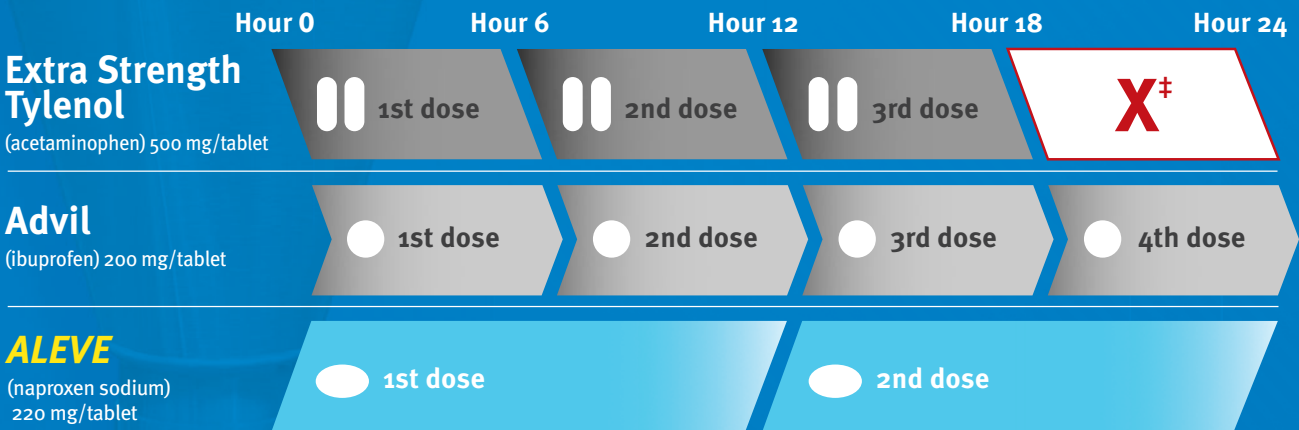 Hour 0 Hour 6 Hour 12 Hour 18 Hour 24
Extra Strength
Tylenol
(acetaminophen) 500 mg/tablet
1st dose 2nd dose 3rd dose X‡
Advil
(ibuprofen) 200 mg/tablet
1st dose 2nd dose 3rd dose 4th dose
ALEVE
(naproxen sodium)
220 mg/tablet
1st dose 2nd dose